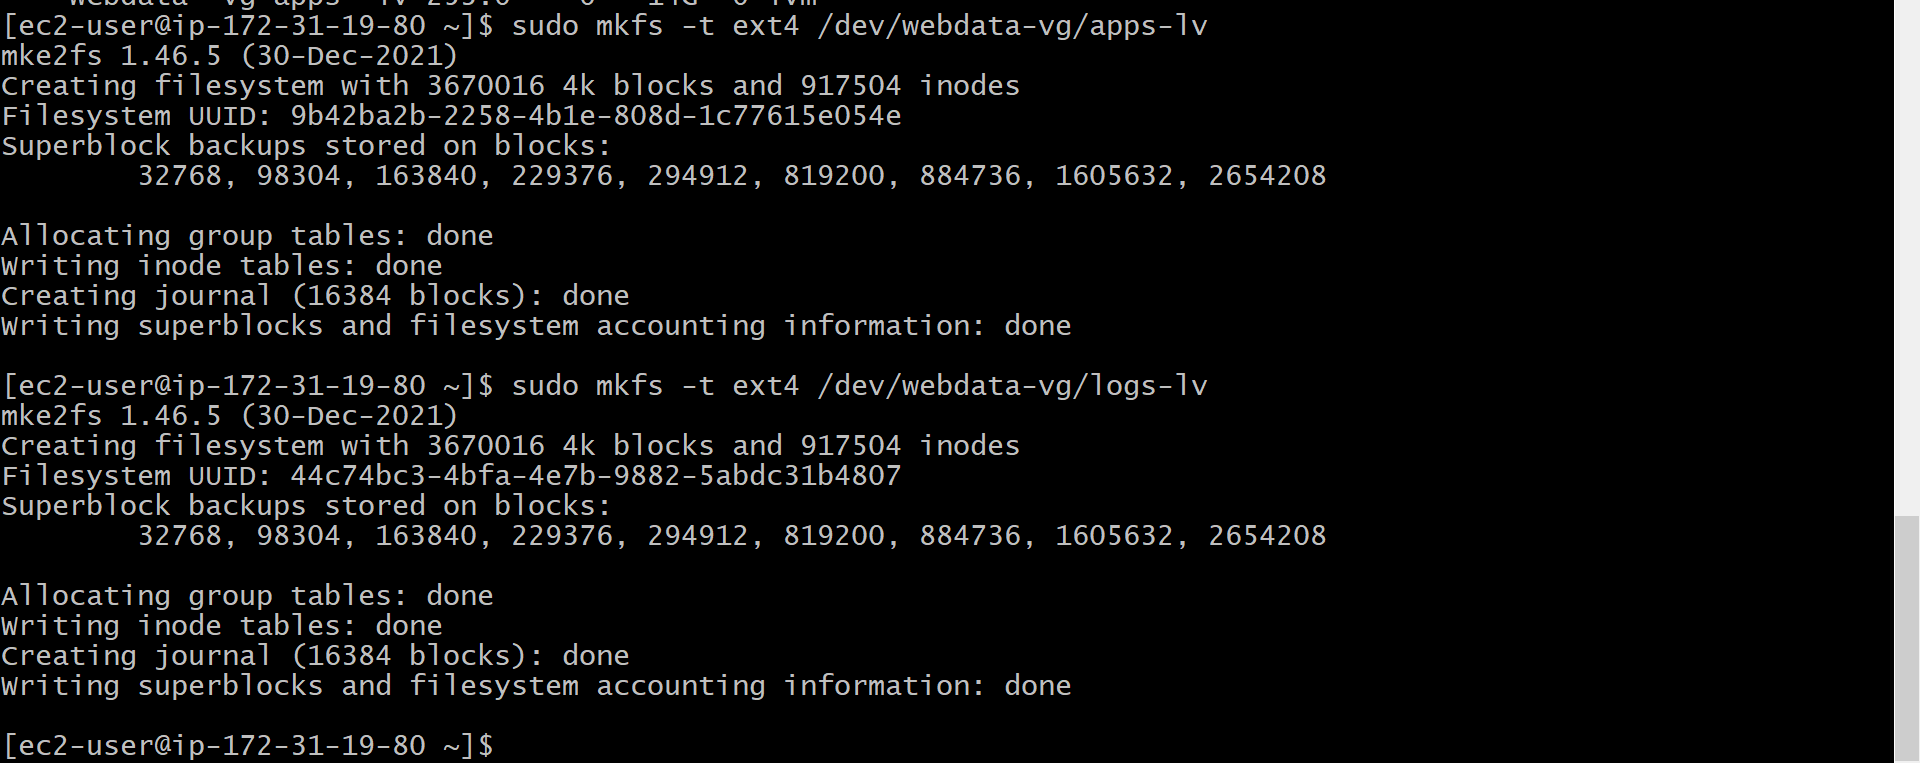 [ec2-user@ip-172-31-19-80 ~]$ sudo mkfs -t ext4 /dev/webdata-vg/apps-lv
mke2fs 1.46.5 (30-Dec-2021)
Creating filesystem with 3670016 4k blocks and 917504 inodes
Filesystem UUID: 9b42ba2b-2258-4b1e-808d-1c77615e054e
Superblock backups stored on blocks:
        32768, 98304, 163840, 229376, 294912, 819200, 884736, 1605632, 2654208

Allocating group tables: done
Writing inode tables: done
Creating journal (16384 blocks): done
Writing superblocks and filesystem accounting information: done

[ec2-user@ip-172-31-19-80 ~]$ sudo mkfs -t ext4 /dev/webdata-vg/logs-lv
mke2fs 1.46.5 (30-Dec-2021)
Creating filesystem with 3670016 4k blocks and 917504 inodes
Filesystem UUID: 44c74bc3-4bfa-4e7b-9882-5abdc31b4807
Superblock backups stored on blocks:
        32768, 98304, 163840, 229376, 294912, 819200, 884736, 1605632, 2654208

Allocating group tables: done
Writing inode tables: done
Creating journal (16384 blocks): done
Writing superblocks and filesystem accounting information: done

[ec2-user@ip-172-31-19-80 ~]$